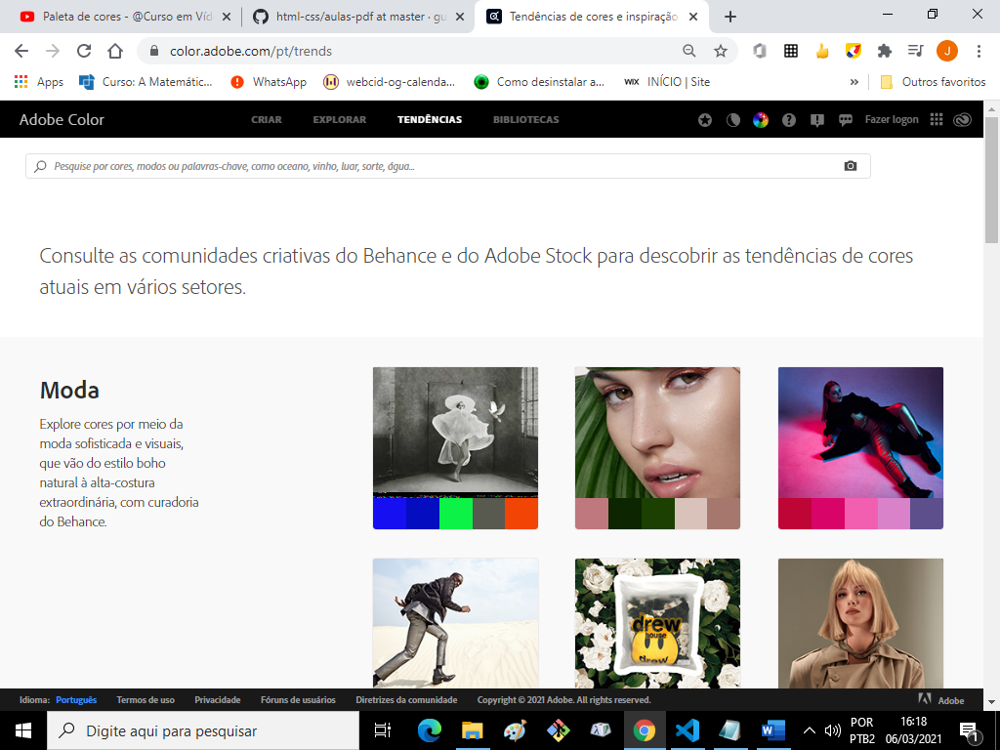 Paleta de cores - @Curso em Víd
html-css/aulas-pdf at master · gu
Tendências de cores e inspiração
color.adobe.com/pt/trends
J
Apps
Curso: A Matemátic...
WhatsApp
webcid-og-calenda...
Como desinstalar a...
WIX
INÍCIO | Site
»
Outros favoritos
Adobe Color
CRIAR
EXPLORAR
TENDÊNCIAS
BIBLIOTECAS
Fazer logon
Pesquise por cores, modos ou palavras-chave, como oceano, vinho, luar, sorte, água...
Consulte as comunidades criativas do Behance e do Adobe Stock para descobrir as tendências de cores
atuais em vários setores.
Moda
Explore cores por meio da
moda sofisticada e visuais,
que vão do estilo boho
natural à alta-costura
extraordinária, com curadoria
do Behance.
drew
house
drew
Idioma: Português
Termos de uso
Privacidade
Fóruns de usuários
Diretrizes da comunidade
Copyright © 2021 Adobe. All rights reserved.
Adobe
Digite aqui para pesquisar
POR
PTB2
16:18
06/03/2021
1